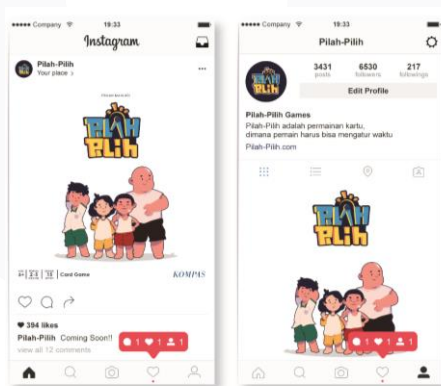 Company 19:33
Instagram
Pilah-Pilih
Your place >
PILAH
PILIH
Card Game
KOMPAS
394 likes
Pilah-Pilih Coming Soon!!
view all 12 comments
1 1 1
Company 19:33
Pilah-Pilih
3431 6530 217
posts followers followings
Edit Profile
Pilah-Pilih Games
Pilah-Pilih adalah permainan kartu,
dimana pemain harus bisa mengatur waktu
Pilah-Pilih.com
PILAH
PILIH
1 1 1